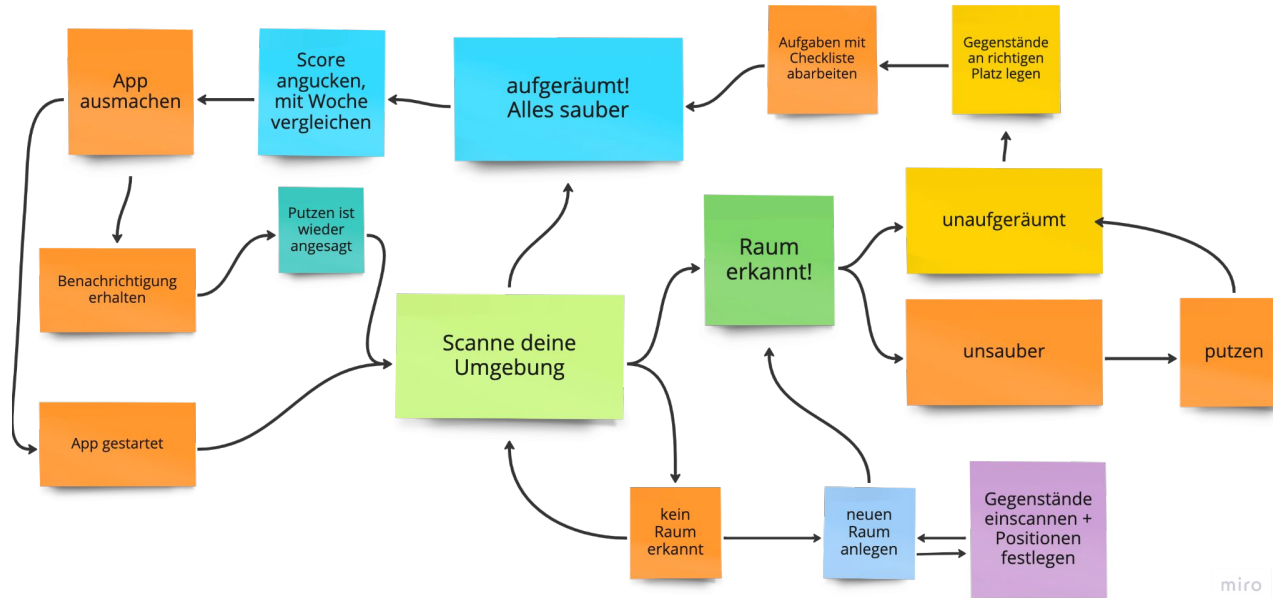 App
ausmachen
Score
angucken,
mit Woche
vergleichen
aufgeräumt!
Alles sauber
Aufgaben mit
Checkliste
abarbeiten
Gegenstände
an richtigen
Platz legen
Benachrichtigung
erhalten
Putzen ist
wieder
angesagt
Raum
erkannt!
unaufgeräumt
Scanne deine
Umgebung
unsauber
putzen
App gestartet
kein
Raum
erkannt
neuen
Raum
anlegen
Gegenstände
einscannen +
Positionen
festlegen
miro